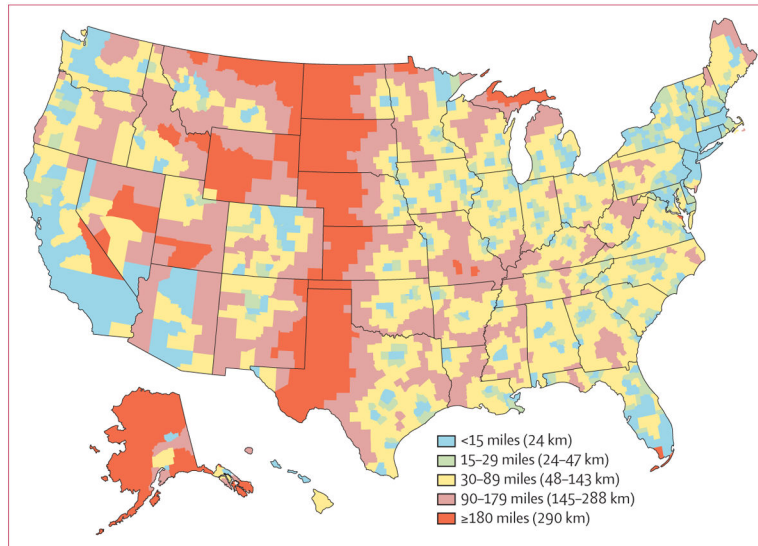 <15 miles (24 km)
15–29 miles (24–47 km)
30–89 miles (48–143 km)
90–179 miles (145–288 km)
≥180 miles (290 km)